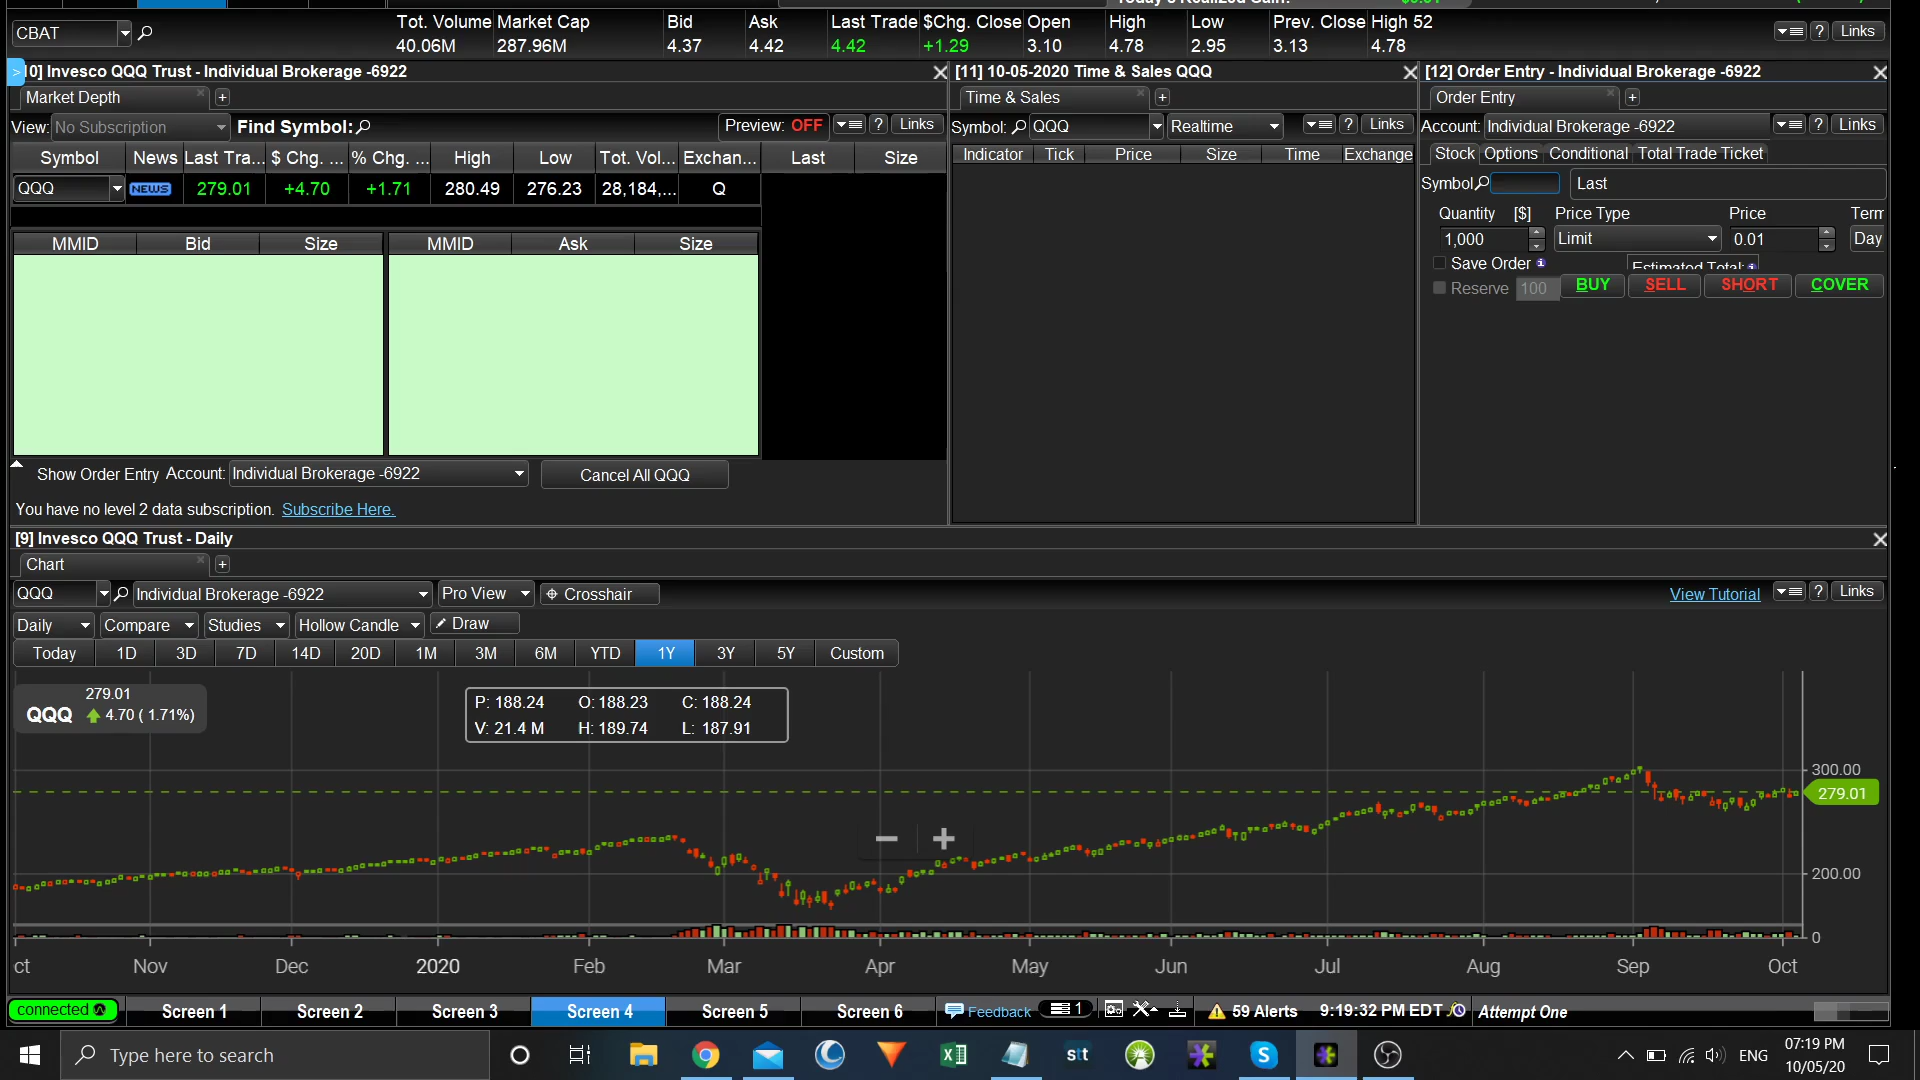 CBAT
Tot. Volume Market Cap Bid Ask Last Trade $Chg. Close Open High Low Prev. Close High 52
40.06M 287.96M 4.37 4.42 4.42 +1.29 3.10 4.78 2.95 3.13 4.78
? Links
10] Invesco QQQ Trust - Individual Brokerage -6922
Market Depth
View: No Subscription Find Symbol: Preview: OFF ? Links
Symbol News Last Tra... $ Chg. ... % Chg. ... High Low Tot. Vol... Exchan... Last Size
QQQ NEWS 279.01 +4.70 +1.71 280.49 276.23 28,184,... Q
MMID Bid Size MMID Ask Size
Show Order Entry Account: Individual Brokerage -6922 Cancel All QQQ
You have no level 2 data subscription. Subscribe Here.
[11] 10-05-2020 Time & Sales QQQ
Time & Sales
Symbol: QQQ Realtime ? Links
Indicator Tick Price Size Time Exchange
[12] Order Entry - Individual Brokerage -6922
Order Entry
Account: Individual Brokerage -6922 ? Links
Stock Options Conditional Total Trade Ticket
Symbol Last
Quantity [$] Price Type Price Term
1,000 Limit 0.01 Day
Save Order Estimated Total:
Reserve 100 BUY SELL SHORT COVER
[9] Invesco QQQ Trust - Daily
Chart
QQQ Individual Brokerage -6922 Pro View Crosshair View Tutorial ? Links
Daily Compare Studies Hollow Candle Draw
Today 1D 3D 7D 14D 20D 1M 3M 6M YTD 1Y 3Y 5Y Custom
279.01
QQQ 4.70 ( 1.71%)
P: 188.24 O: 188.23 C: 188.24
V: 21.4 M H: 189.74 L: 187.91
300.00
279.01
200.00
0
ct Nov Dec 2020 Feb Mar Apr May Jun Jul Aug Sep Oct
connected Screen 1 Screen 2 Screen 3 Screen 4 Screen 5 Screen 6 Feedback 1 59 Alerts 9:19:32 PM EDT Attempt One
Type here to search stt ENG 07:19 PM
10/05/20